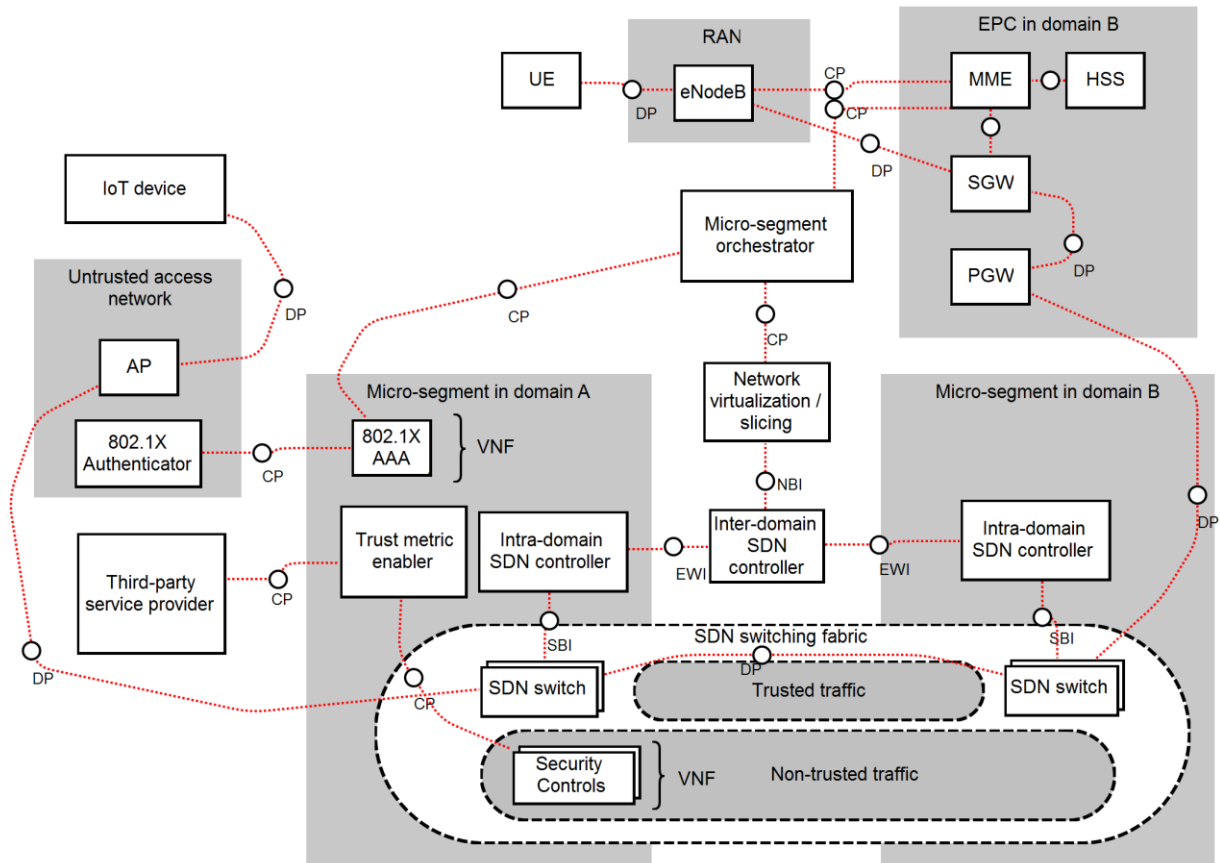 RAN
EPC in domain B
UE
eNodeB
CP
MME
HSS
DP
CP
DP
SGW
IoT device
Micro-segment
orchestrator
PGW
DP
Untrusted access
network
DP
CP
CP
AP
Micro-segment in domain A
Network
virtualization /
slicing
Micro-segment in domain B
802.1X
Authenticator
CP
802.1X
AAA
VNF
NBI
DP
Third-party
service provider
CP
Trust metric
enabler
Intra-domain
SDN controller
EWI
Inter-domain
SDN
controller
EWI
Intra-domain
SDN controller
SBI
SDN switching fabric
SBI
DP
DP
CP
SDN switch
Trusted traffic
SDN switch
Security
Controls
VNF
Non-trusted traffic